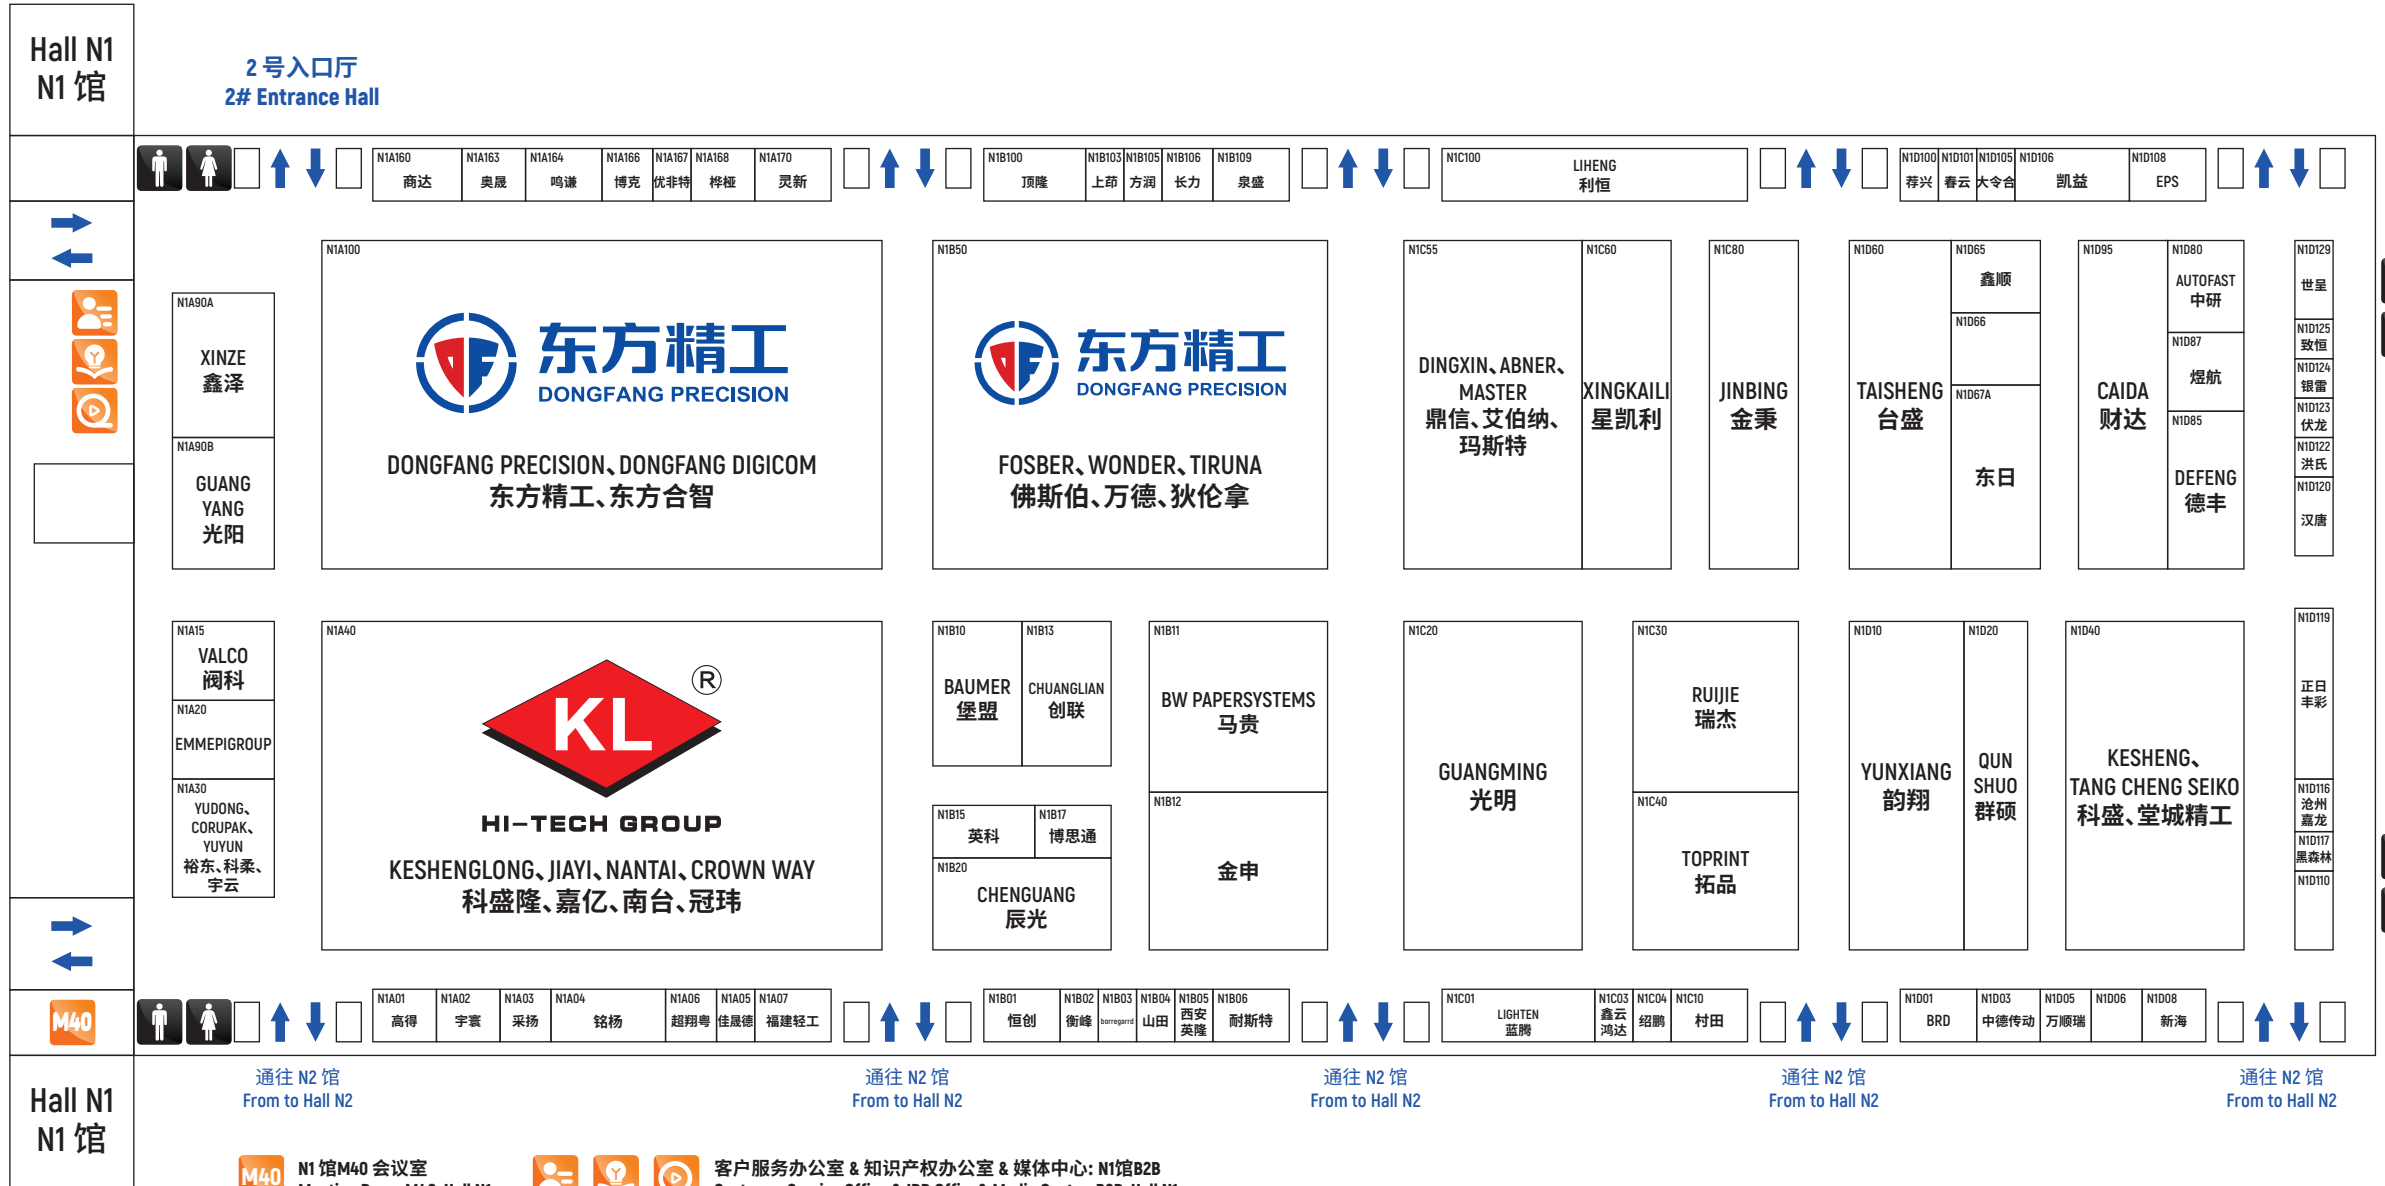 Hall N1
N1 馆
2 号入口厅
2# Entrance Hall
N1A160
商达
N1A163
奥晟
N1A164
鸣谦
N1A166
博克
N1A167
优非特
N1A168
桦桠
N1A170
灵新
N1B100
顶隆
N1B103
上茚
N1B105
方润
N1B106
长力
N1B109
泉盛
N1C100
LIHENG
利恒
N1D100
荐兴
N1D101
春云
N1D105
大令合
N1D106
凯益
N1D108
EPS
N1A90A
XINZE
鑫泽
N1A90B
GUANG
YANG
光阳
N1A100
东方精工
DONGFANG PRECISION
DONGFANG PRECISION、DONGFANG DIGICOM
东方精工、东方合智
N1B50
东方精工
DONGFANG PRECISION
FOSBER、WONDER、TIRUNA
佛斯伯、万德、狄伦拿
N1C55
DINGXIN、ABNER、
MASTER
鼎信、艾伯纳、
玛斯特
N1C60
XINGKAILI
星凯利
N1C80
JINBING
金秉
N1D60
TAISHENG
台盛
N1D65
鑫顺
N1D66
N1D67A
东日
N1D95
CAIDA
财达
N1D80
AUTOFAST
中研
N1D87
煜航
N1D85
DEFENG
德丰
N1D129
世呈
N1D125
致恒
N1D124
银雷
N1D123
伏龙
N1D122
洪氏
N1D120
汉唐
N1A15
VALCO
阀科
N1A20
EMMEPIGROUP
N1A30
YUDONG、
CORUPAK、
YUYUN
裕东、科柔、
宇云
N1A40
KL
®
HI-TECH GROUP
KESHENGLONG、JIAYI、NANTAI、CROWN WAY
科盛隆、嘉亿、南台、冠玮
N1B10
BAUMER
堡盟
N1B13
CHUANGLIAN
创联
N1B15
英科
N1B17
博思通
N1B20
CHENGUANG
辰光
N1B11
BW PAPERSYSTEMS
马贵
N1B12
金申
N1C20
GUANGMING
光明
N1C30
RUIJIE
瑞杰
N1C40
TOPRINT
拓品
N1D10
YUNXIANG
韵翔
N1D20
QUN
SHUO
群硕
N1D40
KESHENG、
TANG CHENG SEIKO
科盛、堂城精工
N1D119
正日
丰彩
N1D116
沧州
嘉龙
N1D117
黑森林
N1D110
M40
N1A01
高得
N1A02
宇寰
N1A03
采扬
N1A04
铭杨
N1A06
超翔粤
N1A05
佳晟德
N1A07
福建轻工
N1B01
恒创
N1B02
衡峰
N1B03
borregarrd
N1B04
山田
N1B05
西安
英隆
N1B06
耐斯特
N1C01
LIGHTEN
蓝腾
N1C03
鑫云
鸿达
N1C04
绍鹏
N1C10
村田
N1D01
BRD
N1D03
中德传动
N1D05
万顺瑞
N1D06
N1D08
新海
Hall N1
N1 馆
通往 N2 馆
From to Hall N2
通往 N2 馆
From to Hall N2
通往 N2 馆
From to Hall N2
通往 N2 馆
From to Hall N2
通往 N2 馆
From to Hall N2
M40
N1 馆M40 会议室
客户服务办公室 & 知识产权办公室 & 媒体中心: N1馆B2B